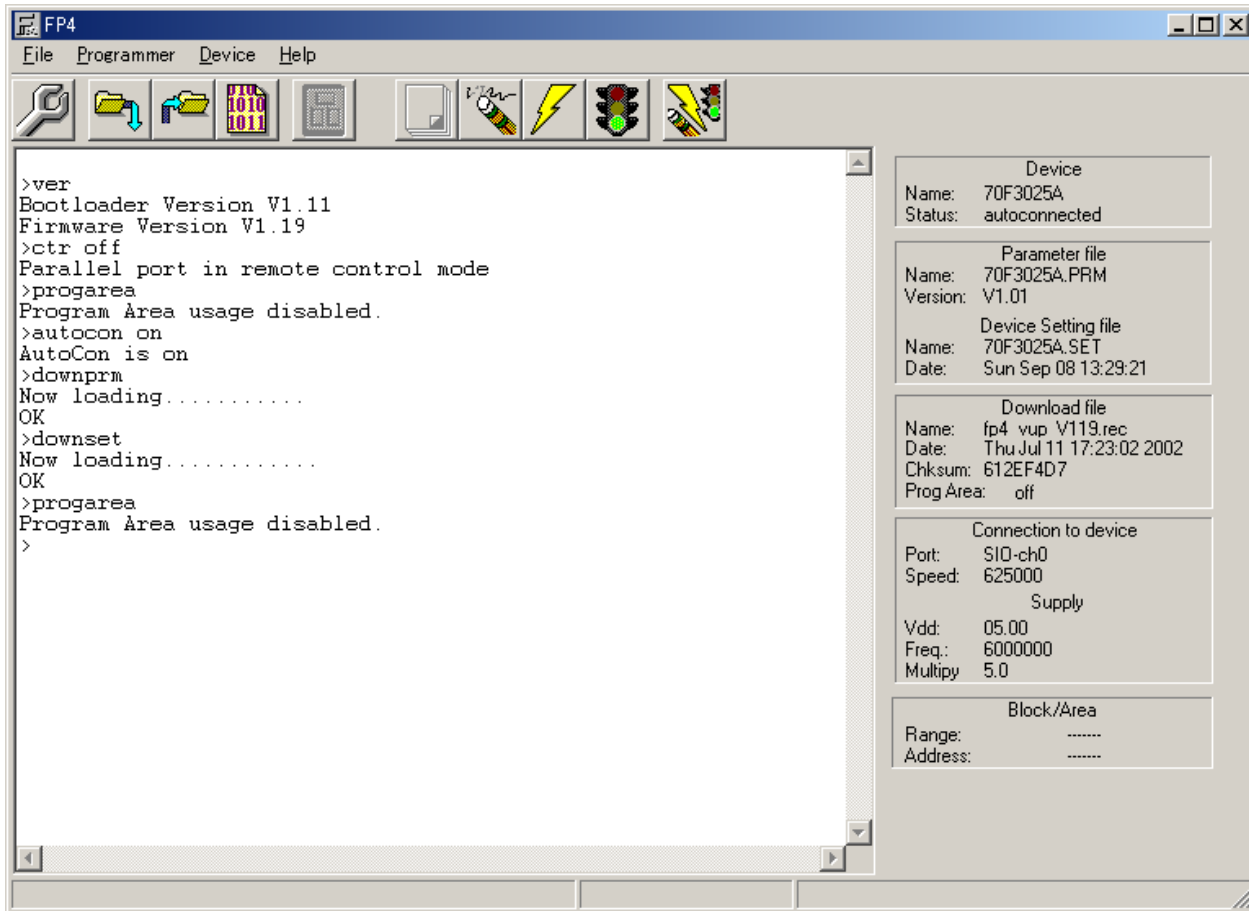 FP4
File Programmer Device Help
>ver
Bootloader Version V1.11
Firmware Version V1.19
>ctr off
Parallel port in remote control mode
>progarea
Program Area usage disabled.
>autocon on
AutoCon is on
>downprm
Now loading...........
OK
>downset
Now loading............
OK
>progarea
Program Area usage disabled.
>
Device
Name: 70F3025A
Status: autoconnected
Parameter file
Name: 70F3025A.PRM
Version: V1.01
Device Setting file
Name: 70F3025A.SET
Date: Sun Sep 08 13:29:21
Download file
Name: fp4_vup_V119.rec
Date: Thu Jul 11 17:23:02 2002
Chksum: 612EF4D7
Prog Area: off
Connection to device
Port: SIO-ch0
Speed: 625000
Supply
Vdd: 05.00
Freq.: 6000000
Multipy 5.0
Block/Area
Range: -------
Address: -------